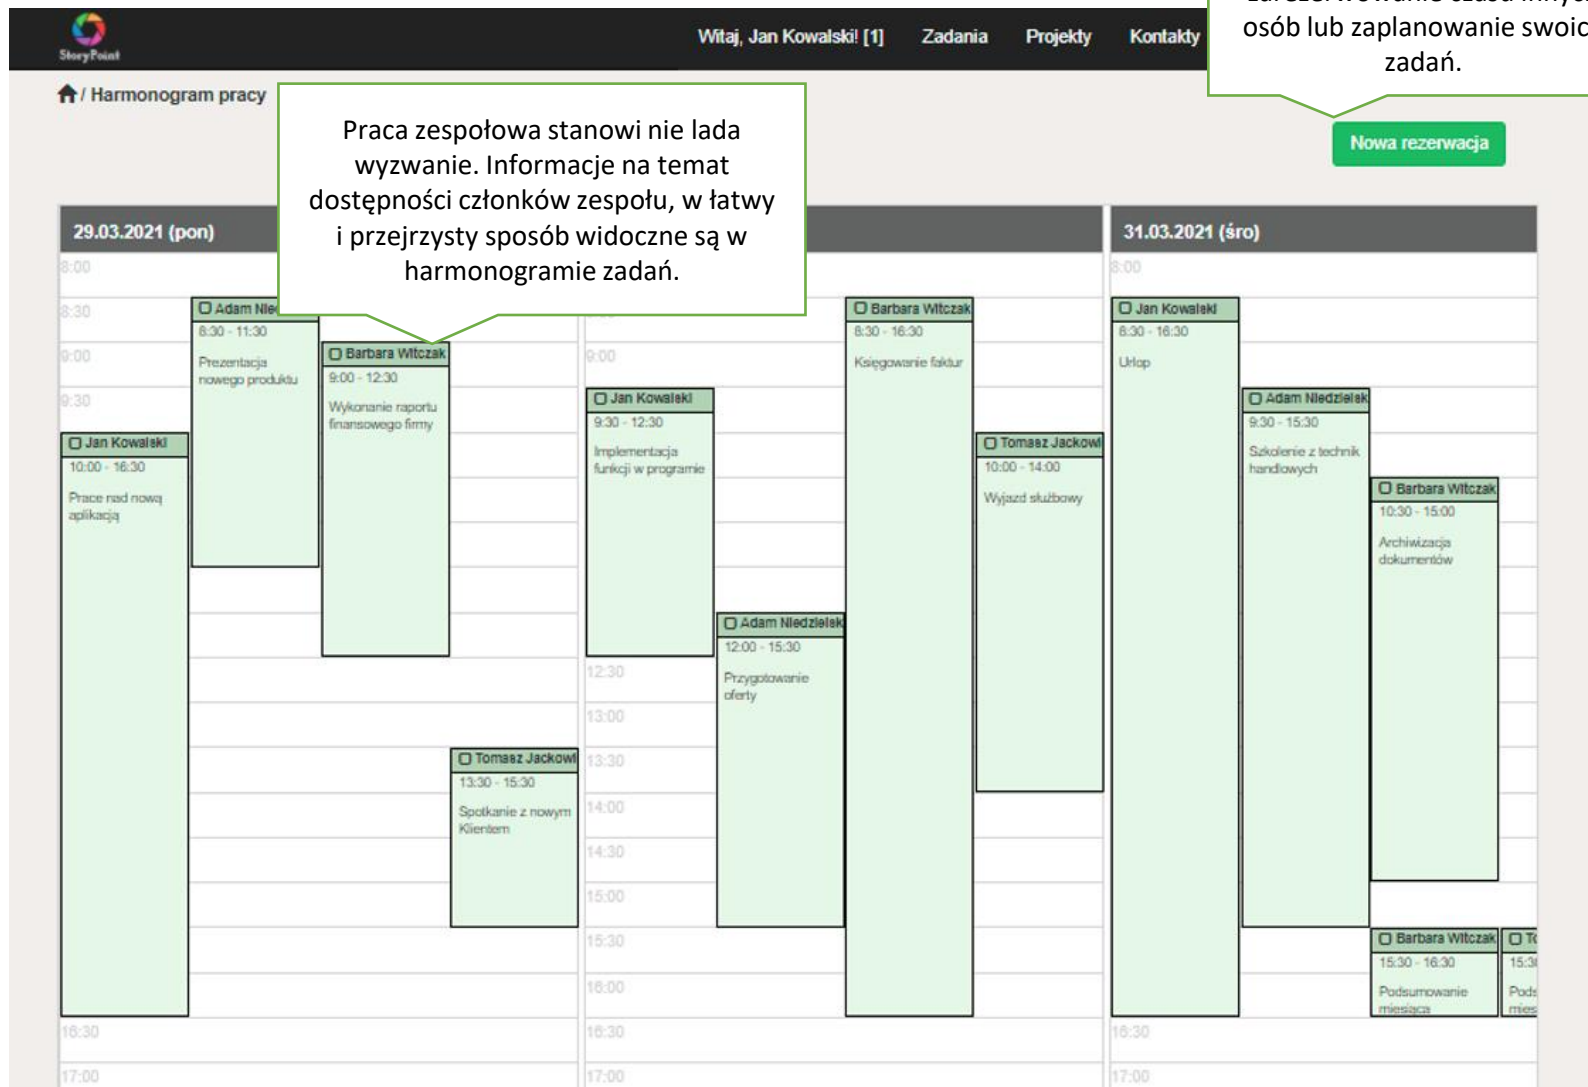 StoryPoint
Witaj, Jan Kowalski! [1] Zadania Projekty Kontakty
osób lub zaplanowanie swoic
zadań.
/ Harmonogram pracy
Praca zespołowa stanowi nie lada
wyzwanie. Informacje na temat
dostępności członków zespołu, w łatwy
i przejrzysty sposób widoczne są w
harmonogramie zadań.
Nowa rezerwacja
29.03.2021 (pon)
8:00
8:30
9:00
9:30
Adam Nied
8:30 - 11:30
Prezentacja
nowego produktu
Barbara Witczak
9:00 - 12:30
Wykonanie raportu
finansowego firmy
Jan Kowalski
10:00 - 16:30
Prace nad nową
aplikacją
Tomasz Jackowi
13:30 - 15:30
Spotkanie z nowym
Klientem
16:30
17:00
9:00
Jan Kowalski
9:30 - 12:30
Implementacja
funkcji w programie
Adam Niedzielsk
12:00 - 15:30
Przygotowanie
oferty
Barbara Witczak
8:30 - 16:30
Księgowanie faktur
Tomasz Jackowi
10:00 - 14:00
Wyjazd służbowy
12:30
13:00
13:30
14:00
14:30
15:00
15:30
16:00
16:30
17:00
31.03.2021 (śro)
8:00
Jan Kowalski
8:30 - 16:30
Urlop
Adam Niedzielsk
9:30 - 15:30
Szkolenie z technik
handlowych
Barbara Witczak
10:30 - 15:00
Archiwizacja
dokumentów
Barbara Witczak
15:30 - 16:30
Podsumowanie
miesiąca
To
15:3
Pods
mies
16:30
17:00